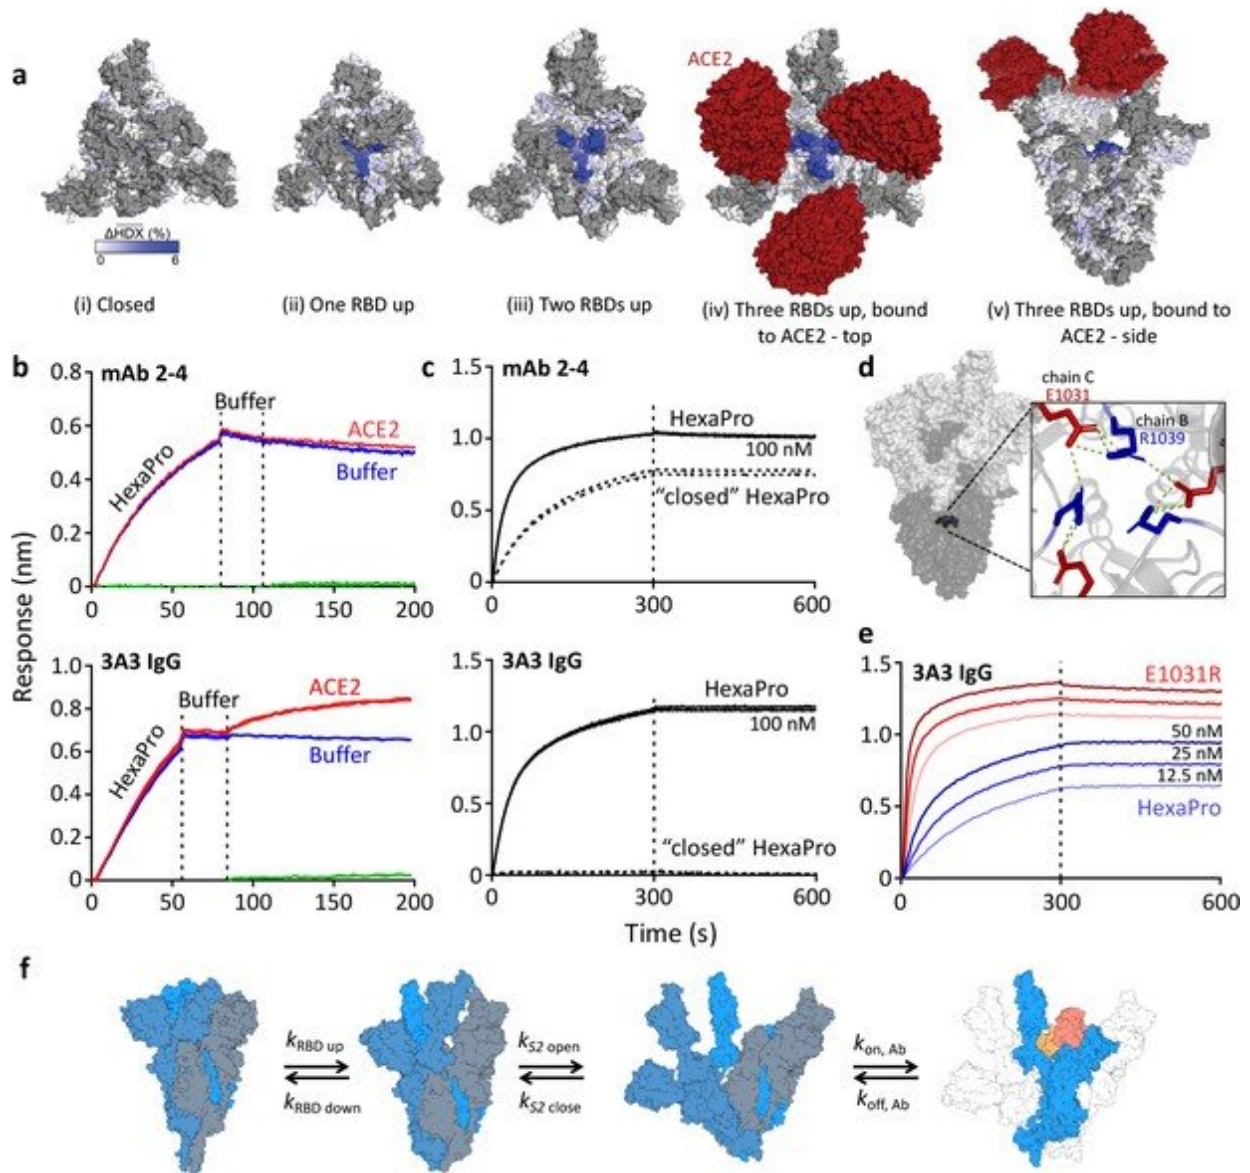 a
ACE2
ΔHDX (%)
0 6
(i) Closed
(ii) One RBD up
(iii) Two RBDs up
(iv) Three RBDs up, bound
to ACE2 - top
(v) Three RBDs up, bound to
ACE2 - side
b
mAb 2-4
0.8
0.6
0.4
0.2
0
Buffer
HexaPro
ACE2
Buffer
0 50 100 150 200
3A3 IgG
1.0
0.8
0.6
0.4
0.2
0
Buffer
HexaPro
ACE2
Buffer
0 50 100 150 200
Response (nm)
c
mAb 2-4
1.5
1.0
0.5
0
HexaPro
100 nM
"closed" HexaPro
0 300 600
3A3 IgG
1.5
1.0
0.5
0
HexaPro
100 nM
"closed" HexaPro
0 300 600
Time (s)
d
chain C
E1031
chain B
R1039
e
3A3 IgG
1.5
1.0
0.5
0
E1031R
50 nM
25 nM
12.5 nM
HexaPro
0 300 600
f
kRBD up
kRBD down
kS2 open
kS2 close
kon, Ab
koff, Ab